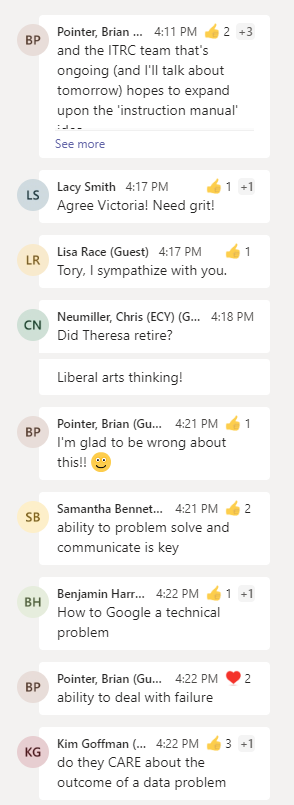 BP
Pointer, Brian ... 4:11 PM 2 +3
and the ITRC team that's
ongoing (and I'll talk about
tomorrow) hopes to expand
upon the 'instruction manual'
See more
LS
Lacy Smith 4:17 PM 1 +1
Agree Victoria! Need grit!
LR
Lisa Race (Guest) 4:17 PM 1
Tory, I sympathize with you.
CN
Neumiller, Chris (ECY) (G... 4:18 PM
Did Theresa retire?
Liberal arts thinking!
BP
Pointer, Brian (Gu... 4:21 PM 1
I'm glad to be wrong about
this!!
SB
Samantha Bennet... 4:21 PM 2
ability to problem solve and
communicate is key
BH
Benjamin Harr... 4:22 PM 1 +1
How to Google a technical
problem
BP
Pointer, Brian (Gu... 4:22 PM 2
ability to deal with failure
KG
Kim Goffman (... 4:22 PM 3 +1
do they CARE about the
outcome of a data problem